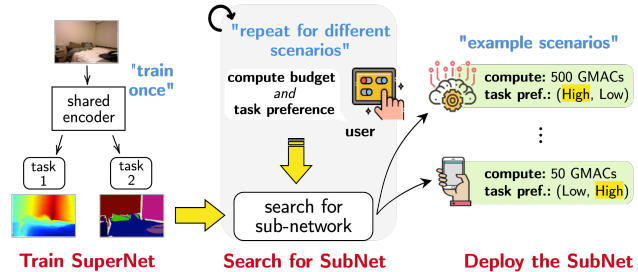 "train
once"
shared
encoder
task
1
task
2
Train SuperNet
"repeat for different
scenarios"
compute budget
and
task preference
user
search for
sub-network
Search for SubNet
"example scenarios"
compute: 500 GMACs
task pref.: (High, Low)
compute: 50 GMACs
task pref.: (Low, High)
Deploy the SubNet